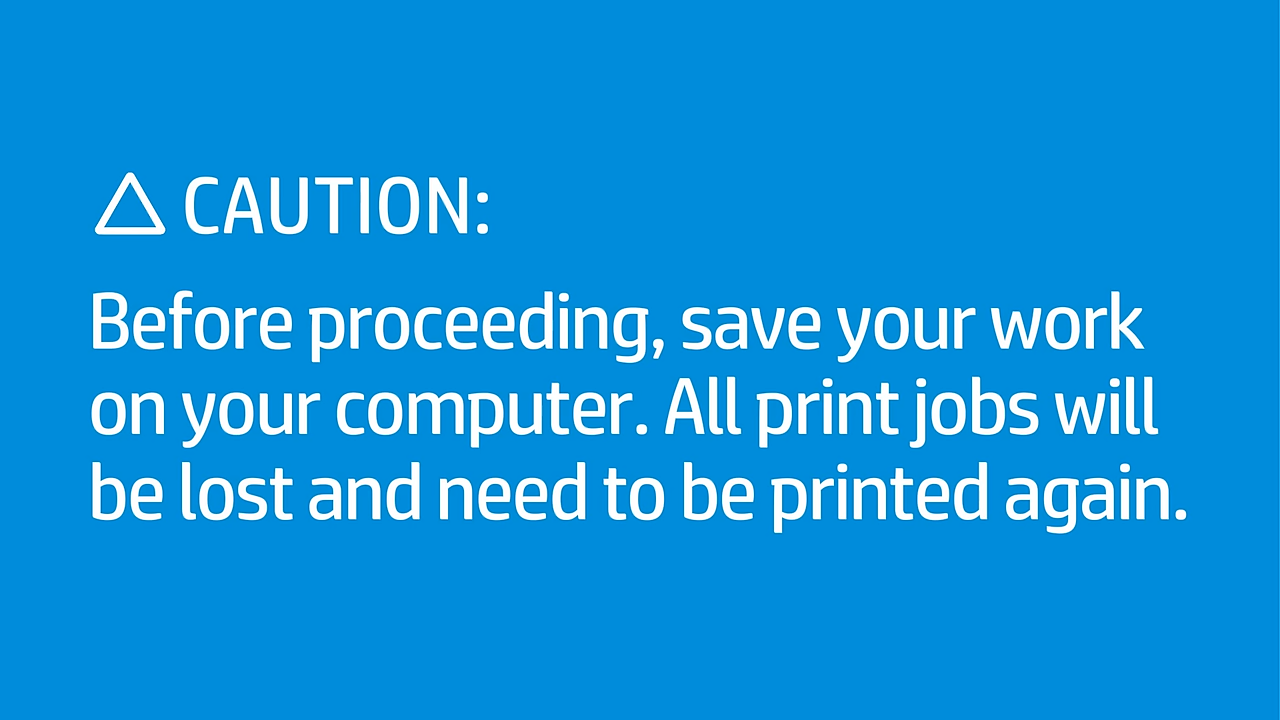 CAUTION:
Before proceeding, save your work
on your computer. All print jobs will
be lost and need to be printed again.